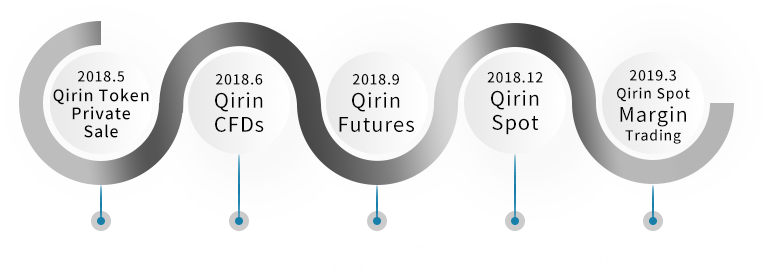 2018.5
Qirin Token
Private
Sale
2018.6
Qirin
CFDs
2018.9
Qirin
Futures
2018.12
Qirin
Spot
2019.3
Qirin Spot
Margin
Trading